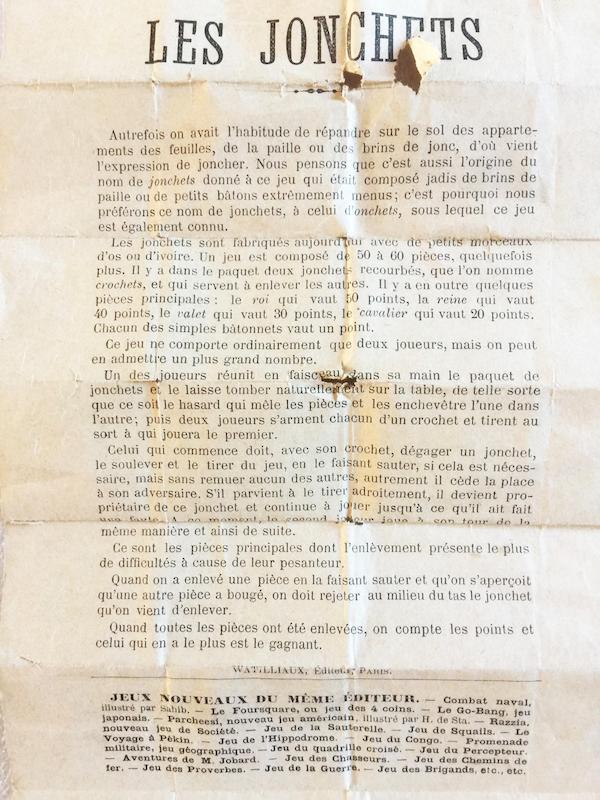 LES JONCHETS
Autrefois on avait l'habitude de répandre sur le sol des apparte-
ments des feuilles, de la paille ou des brins de jonc, d'où vient
l'expression de joncher. Nous pensons que c'est aussi l'origine du
nom de jonchets donné à ce jeu qui était composé jadis de brins de
paille ou de petits bâtons extrêmement menus; c'est pourquoi nous
préférons ce nom de jonchets, à celui d'onchets, sous lequel ce jeu
est également connu.
Les jonchets sont fabriqués aujourd'hui avec de petits morceaux
d'os ou d'ivoire. Un jeu est composé de 50 à 60 pièces, quelquefois
plus. Il y a dans le paquet deux jonchets recourbés, que l'on nomme
crochets, et qui servent à enlever les autres. Il y a en outre quelques
pièces principales : le roi qui vaut 50 points, la reine qui vaut
40 points, le valet qui vaut 30 points, le cavalier qui vaut 20 points.
Chacun des simples bâtonnets vaut un point.
Ce jeu ne comporte ordinairement que deux joueurs, mais on peut
en admettre un plus grand nombre.
Un des joueurs réunit en faisceau dans sa main le paquet de
jonchets et le laisse tomber naturellement sur la table, de telle sorte
que ce soit le hasard qui mêle les pièces et les enchevêtre l'une dans
l'autre; puis deux joueurs s'arment chacun d'un crochet et tirent au
sort à qui jouera le premier.
Celui qui commence doit, avec son crochet, dégager un jonchet,
le soulever et le tirer du jeu, en le faisant sauter, si cela est néces-
saire, mais sans remuer aucun des autres, autrement il cède la place
à son adversaire. S'il parvient à le tirer adroitement, il devient pro-
priétaire de ce jonchet et continue à jouer jusqu'à ce qu'il ait fait
une faute. A ce moment, le second joueur joue à son tour de la
même manière et ainsi de suite.
Ce sont les pièces principales dont l'enlèvement présente le plus
de difficultés à cause de leur pesanteur.
Quand on a enlevé une pièce en la faisant sauter et qu'on s'aperçoit
qu'une autre pièce a bougé, on doit rejeter au milieu du tas le jonchet
qu'on vient d'enlever.
Quand toutes les pièces ont été enlevées, on compte les points et
celui qui en a le plus est le gagnant.
WATILLIAUX, Éditeur, PARIS.
JEUX NOUVEAUX DU MÊME ÉDITEUR. — Combat naval,
illustré par Sahib. — Le Foursquare, ou jeu des 4 coins. — Le Go-Bang, jeu
japonais. — Parcheesi, nouveau jeu américain, illustré par H. de Sta. — Razzia,
nouveau jeu de Société. — Jeu de la Sauterelle. — Jeu de Squails. — Le
Voyage à Pékin. — Jeu de l'Hippodrome. — Jeu du Congo. — Promenade
militaire, jeu géographique. — Jeu du quadrille croisé. — Jeu du Percepteur.
— Aventures de M. Jobard. — Jeu des Chasseurs. — Jeu des Chemins de
fer. — Jeu des Proverbes. — Jeu de la Guerre. — Jeu des Brigands, etc., etc.